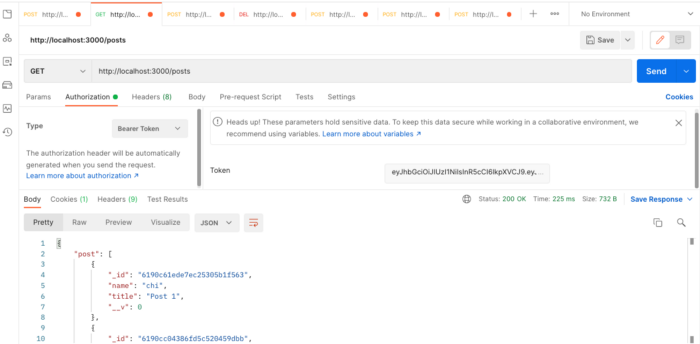 POST http://l... GET http://lo... POST http://l... DEL http://lo... POST http://l... POST http://l... POST http://l... + ••• No Environment
http://localhost:3000/posts Save
GET http://localhost:3000/posts Send
Params Authorization Headers (8) Body Pre-request Script Tests Settings Cookies
Type Bearer Token
Heads up! These parameters hold sensitive data. To keep this data secure while working in a collaborative environment, we
recommend using variables. Learn more about variables ↗
The authorization header will be automatically
generated when you send the request.
Learn more about authorization ↗
Token
Body Cookies (1) Headers (9) Test Results Status: 200 OK Time: 225 ms Size: 732 B Save Response
Pretty Raw Preview Visualize JSON
1 {
2 "post": [
3 {
4 "_id": "6190c61ede7ec25305b1f563",
5 "name": "chi",
6 "title": "Post 1",
7 "__v": 0
8 },
9 {
10 "_id": "6190cc04386fd5c520459dbb",